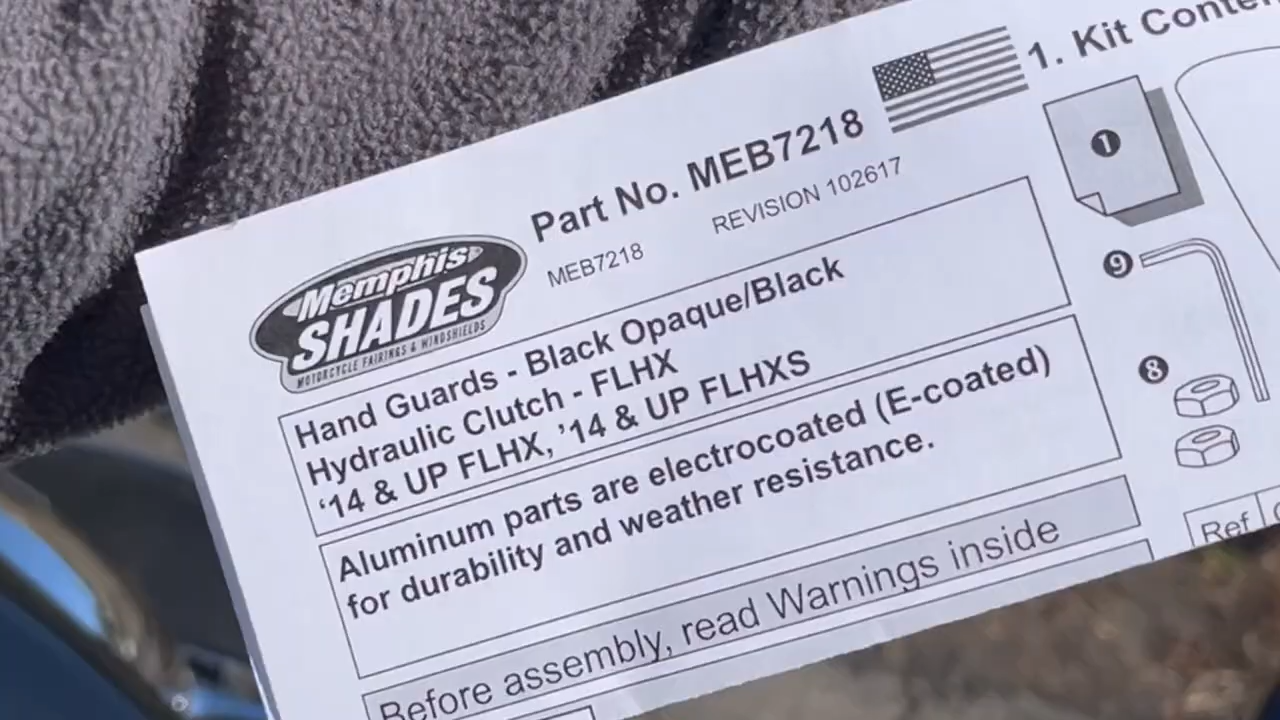 Part No. MEB7218
MEB7218 REVISION 102617
Memphis
SHADES
MOTORCYCLE FAIRINGS & WINDSHIELDS
Hand Guards - Black Opaque/Black
Hydraulic Clutch - FLHX
‘14 & UP FLHX, ’14 & UP FLHXS
Aluminum parts are electrocoated (E-coated)
for durability and weather resistance.
Before assembly, read Warnings inside
1. Kit Conte
1
9
8
Ref